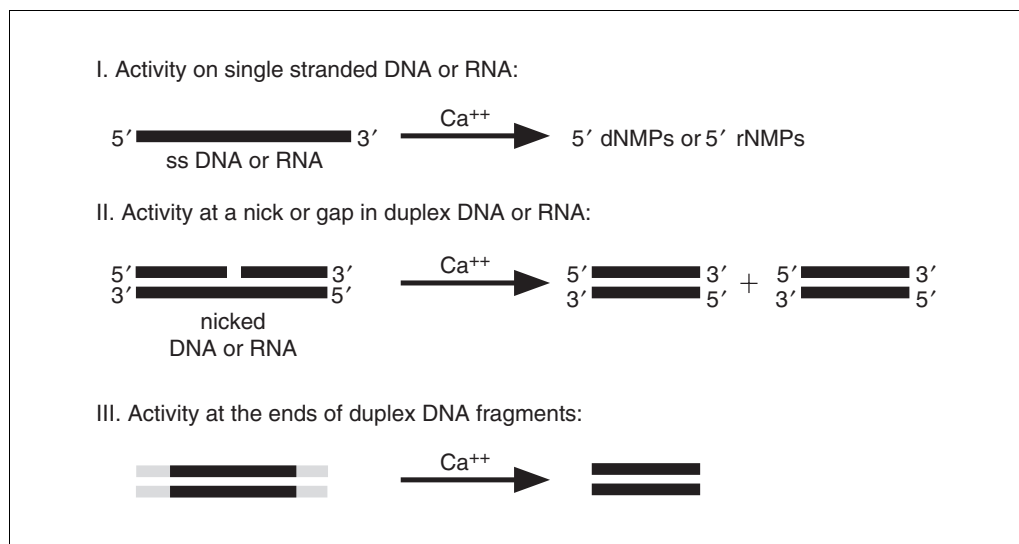 I. Activity on single stranded DNA or RNA:
Ca++
5′ 3′ 5′ dNMPs or 5′ rNMPs
ss DNA or RNA
II. Activity at a nick or gap in duplex DNA or RNA:
Ca++
5′ 3′ 5′ 3′ + 5′ 3′
3′ 5′ 3′ 5′ 3′ 5′
nicked
DNA or RNA
III. Activity at the ends of duplex DNA fragments:
Ca++